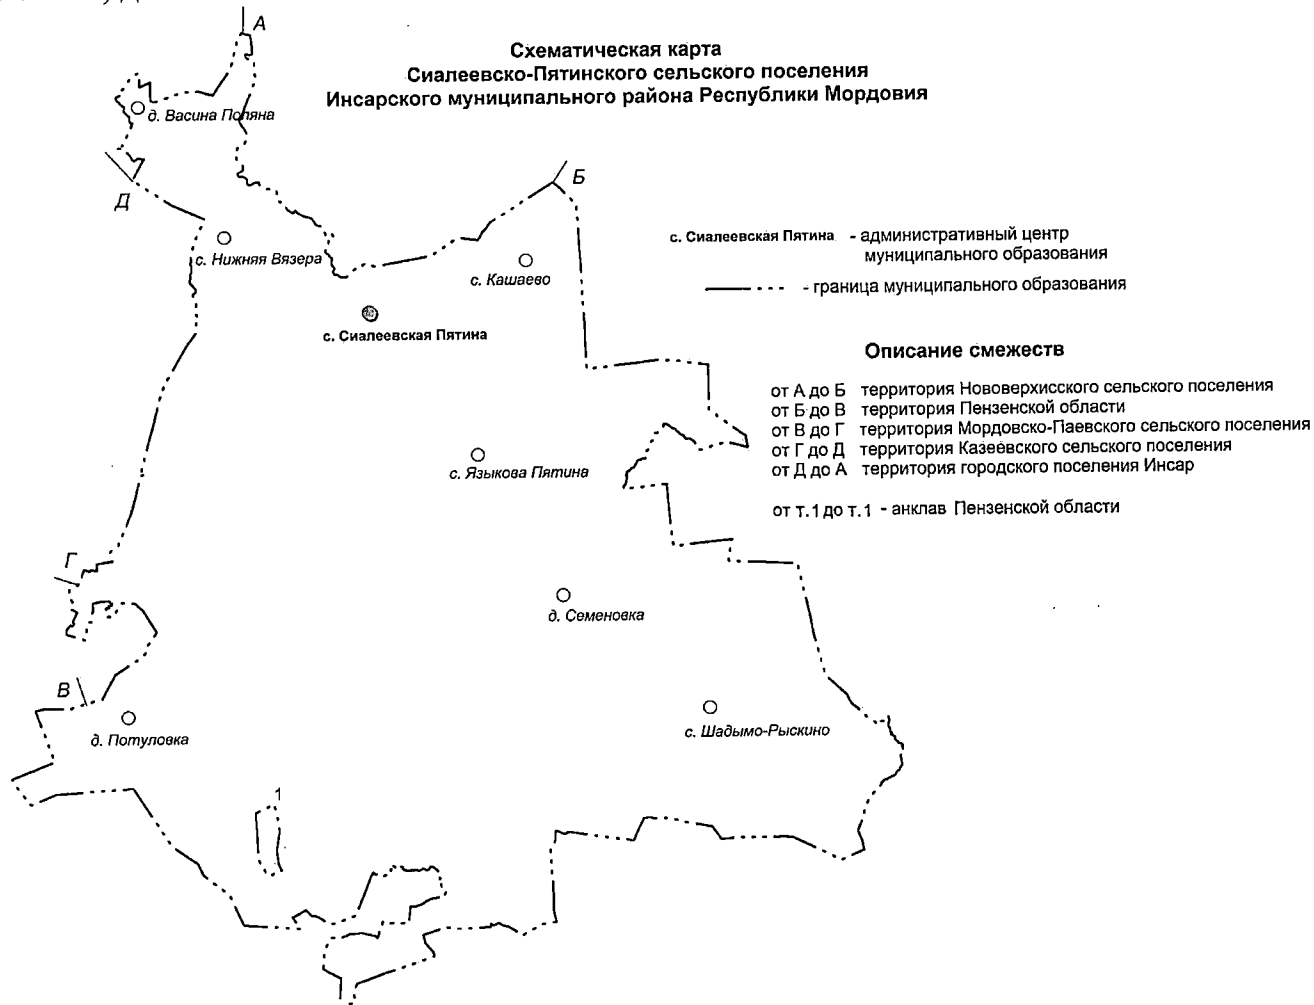 А
Схематическая карта
Сиалеевско-Пятинского сельского поселения
Инсарского муниципального района Республики Мордовия
д. Васина Поляна
Д
Б
с. Нижняя Вязера
с. Кашаево
с. Сиалеевская Пятина
с. Сиалеевская Пятина - административный центр
муниципального образования
- граница муниципального образования
Описание смежеств
от А до Б территория Нововерхисского сельского поселения
от Б до В территория Пензенской области
от В до Г территория Мордовско-Паевского сельского поселения
от Г до Д территория Казеевского сельского поселения
от Д до А территория городского поселения Инсар
от т.1 до т.1 - анклав Пензенской области
с. Языкова Пятина
Г
д. Семеновка
В
д. Потуловка
с. Шадымо-Рыскино
1